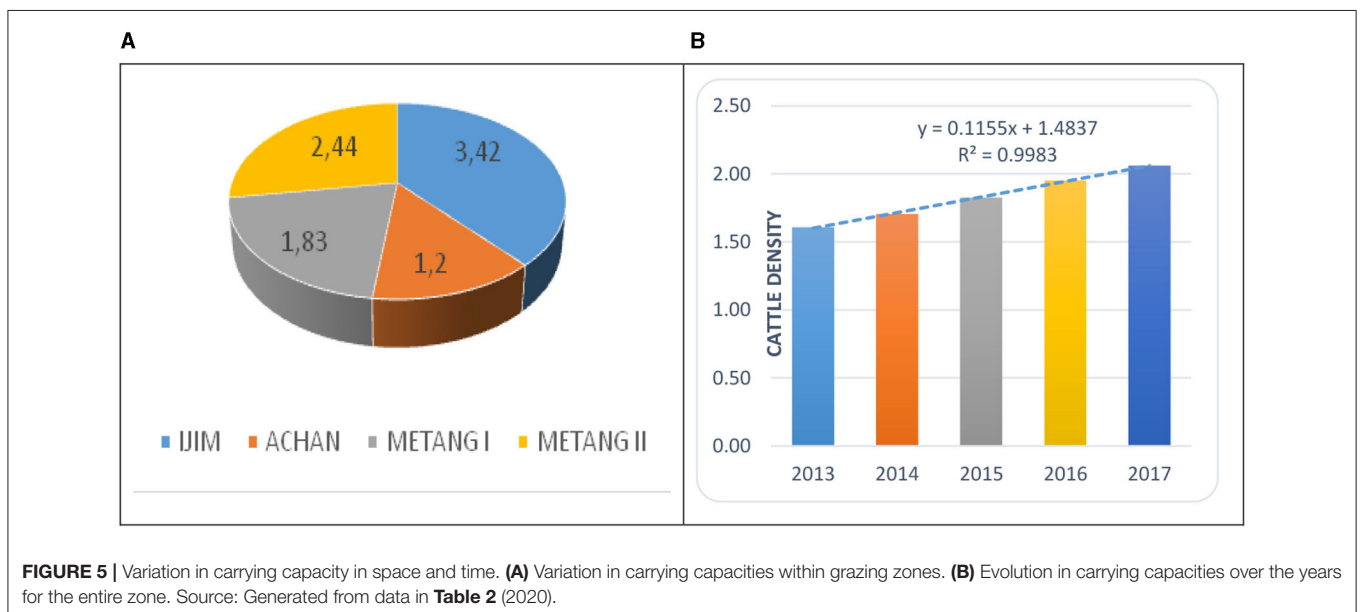 A
3,42
1,2
1,83
2,44
IJIM ACHAN METANG I METANG II
B
CATTLE DENSITY
2.50
2.00
1.50
1.00
0.50
0.00
y = 0.1155x + 1.4837
R² = 0.9983
2013 2014 2015 2016 2017
FIGURE 5 | Variation in carrying capacity in space and time. (A) Variation in carrying capacities within grazing zones. (B) Evolution in carrying capacities over the years
for the entire zone. Source: Generated from data in Table 2 (2020).